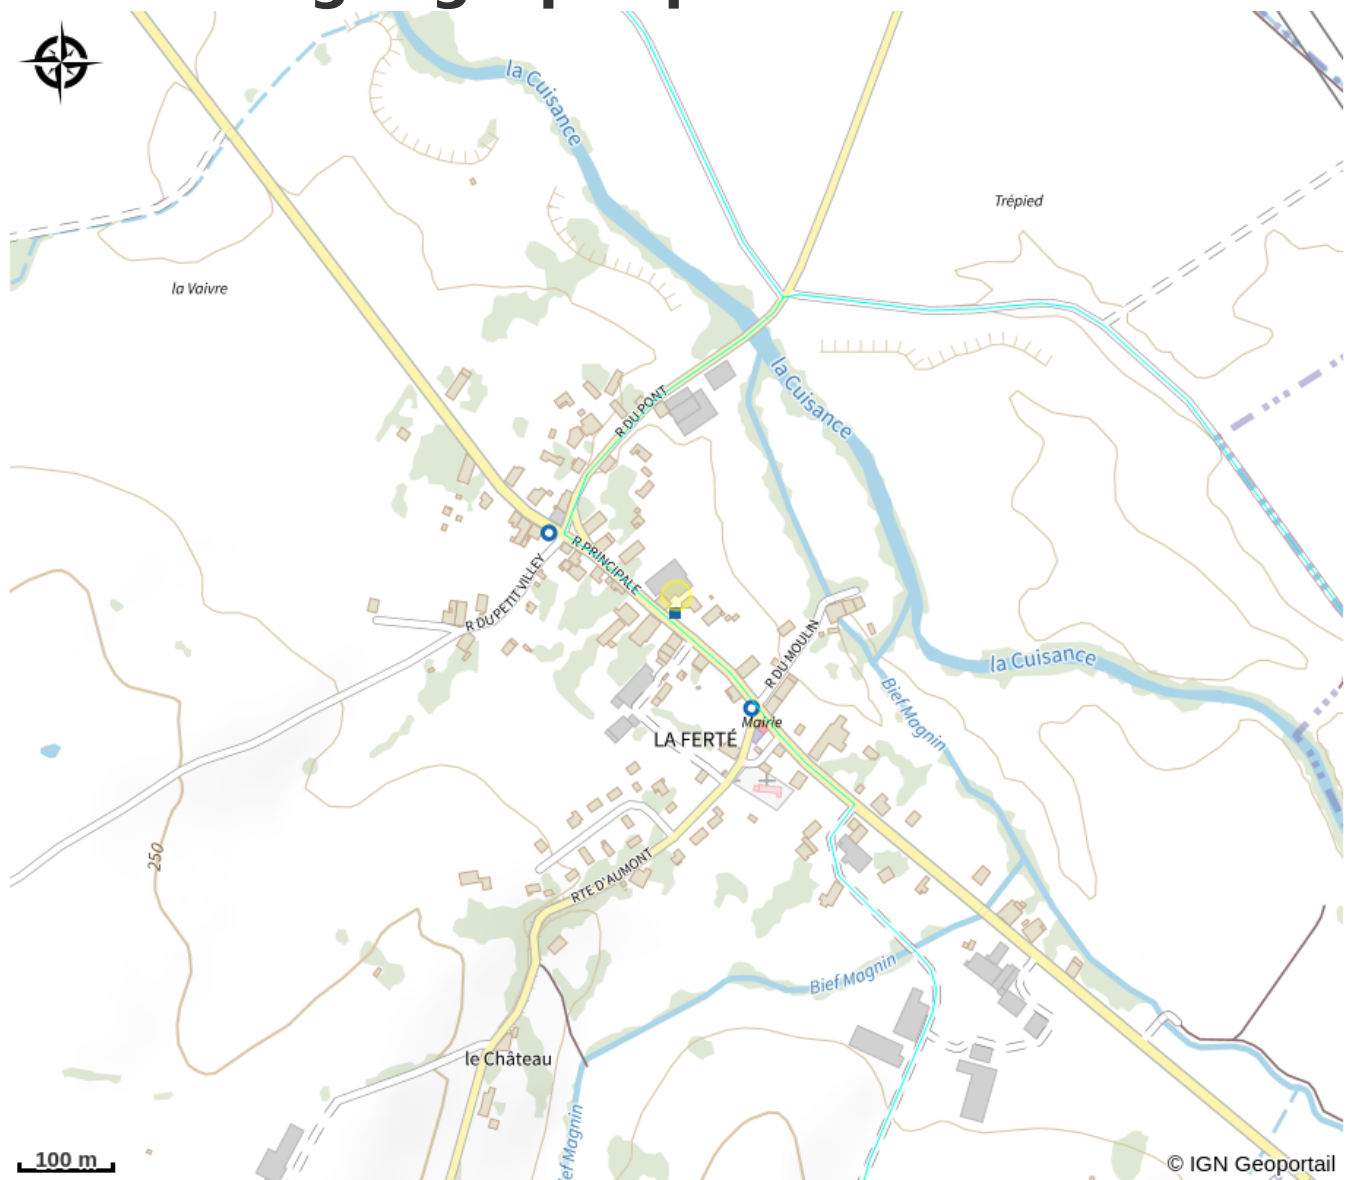 la Cuisance
Trépied
la Vaivre
la Cuisance
R DU PONT
R PRINCIPALE
R DU PETIT VILLEY
R DU MOULIN
la Cuisance
Bief Magnin
Mairie
LA FERTÉ
250
RTE D'AUMONT
Bief Magnin
le Château
ef Magnin
100 m
© IGN Geoportail